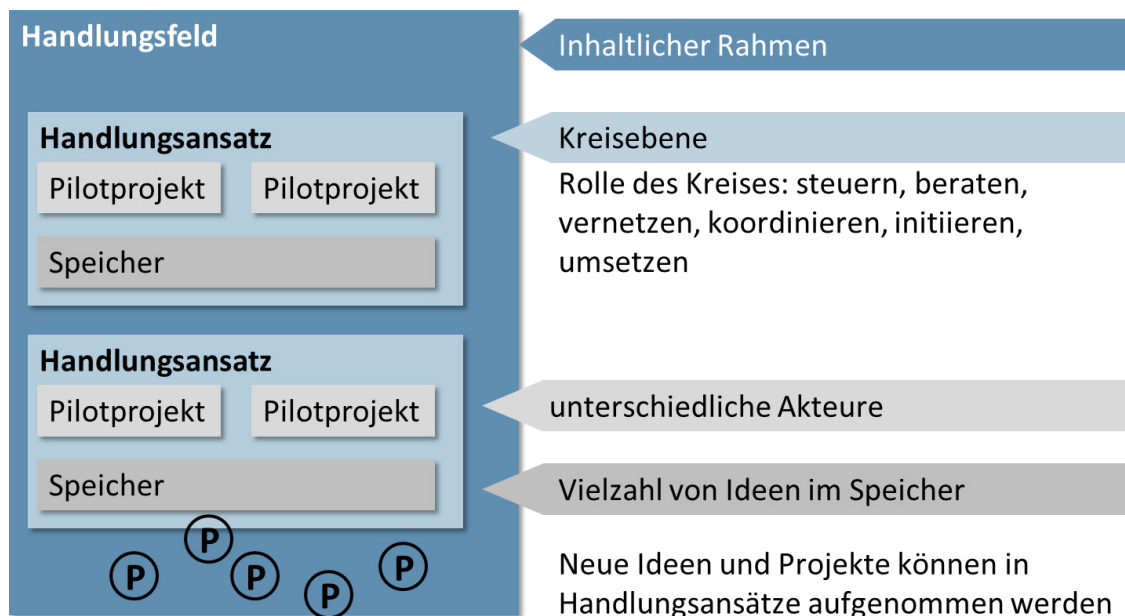 Handlungsfeld
Inhaltlicher Rahmen
Handlungsansatz
Pilotprojekt
Pilotprojekt
Speicher
Kreisebene
Rolle des Kreises: steuern, beraten,
vernetzen, koordinieren, initiieren,
umsetzen
Handlungsansatz
Pilotprojekt
Pilotprojekt
Speicher
unterschiedliche Akteure
Vielzahl von Ideen im Speicher
P
P
P
P
P
Neue Ideen und Projekte können in
Handlungsansätze aufgenommen werden